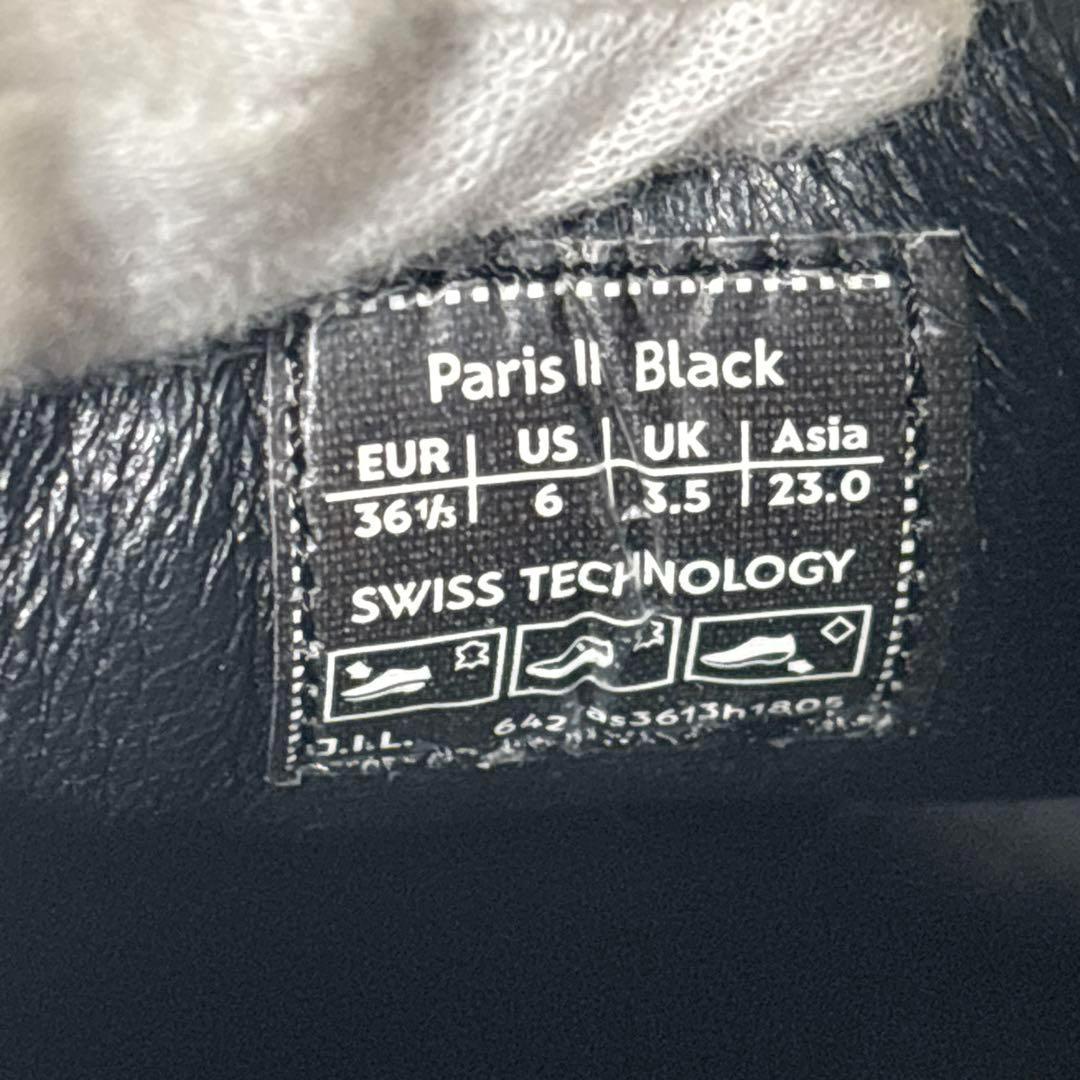 Paris II Black
EUR US UK Asia
36 1/3 6 3.5 23.0
SWISS TECHNOLOGY
642 as3613h1805
J.I.L.